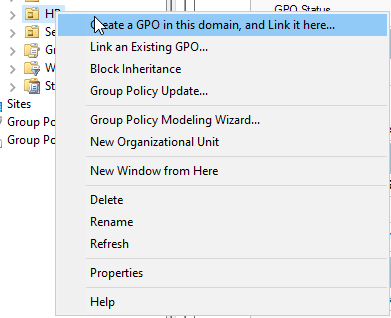 HR
Create a GPO in this domain, and Link it here...
GPO Status
Se
Link an Existing GPO...
Gr
Block Inheritance
W
Group Policy Update...
St
Sites
Group Po
Group Policy Modeling Wizard...
Group Po
New Organizational Unit
New Window from Here
Delete
Rename
Refresh
Properties
Help